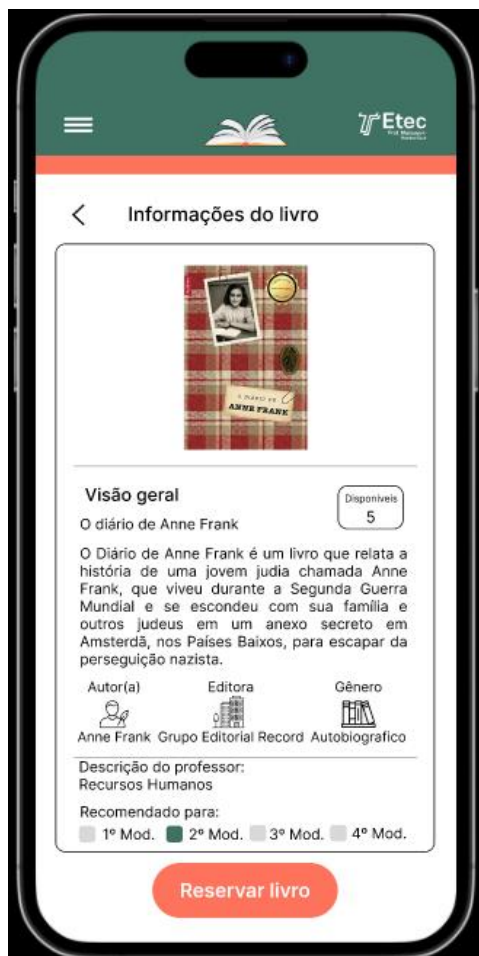 Etec
Informações do livro
O DIÁRIO DE
ANNE FRANK
Visão geral
Disponíveis
5
O diário de Anne Frank
O Diário de Anne Frank é um livro que relata a
história de uma jovem judia chamada Anne
Frank, que viveu durante a Segunda Guerra
Mundial e se escondeu com sua família e
outros judeus em um anexo secreto em
Amsterdã, nos Países Baixos, para escapar da
perseguição nazista.
Autor(a) Editora Gênero
Anne Frank Grupo Editorial Record Autobiografico
Descrição do professor:
Recursos Humanos
Recomendado para:
1º Mod. 2º Mod. 3º Mod. 4º Mod.
Reservar livro